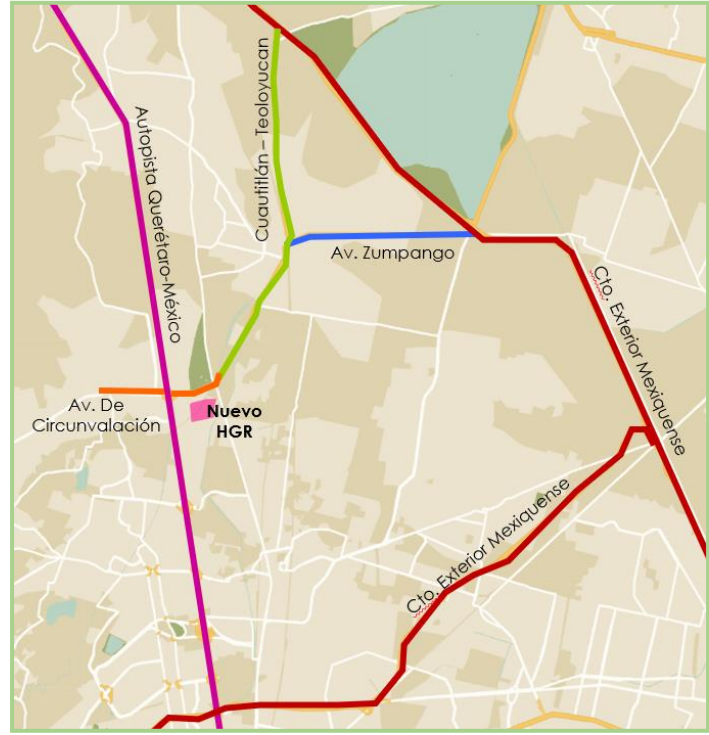 Cuautitlán – Teoloyucan
Autopista Querétaro-México
Av. Zumpango
Cto. Exterior Mexiquense
Av. De
Circunvalación
Nuevo
HGR
Cto. Exterior Mexiquense